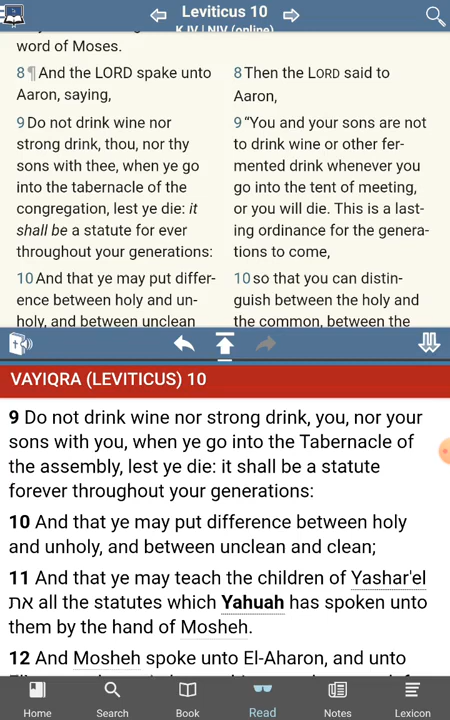 Leviticus 10
KJV | NIV (online)
word of Moses.
8 ¶ And the LORD spake unto
Aaron, saying,
9 Do not drink wine nor
strong drink, thou, nor thy
sons with thee, when ye go
into the tabernacle of the
congregation, lest ye die: it
shall be a statute for ever
throughout your generations:
10 And that ye may put differ-
ence between holy and un-
holy, and between unclean
8 Then the LORD said to
Aaron,
9 “You and your sons are not
to drink wine or other fer-
mented drink whenever you
go into the tent of meeting,
or you will die. This is a last-
ing ordinance for the genera-
tions to come,
10 so that you can distin-
guish between the holy and
the common, between the
VAYIQRA (LEVITICUS) 10
9 Do not drink wine nor strong drink, you, nor your
sons with you, when ye go into the Tabernacle of
the assembly, lest ye die: it shall be a statute
forever throughout your generations:
10 And that ye may put difference between holy
and unholy, and between unclean and clean;
11 And that ye may teach the children of Yashar'el
את all the statutes which Yahuah has spoken unto
them by the hand of Mosheh.
12 And Mosheh spoke unto El-Aharon, and unto
Home
Search
Book
Read
Notes
Lexicon